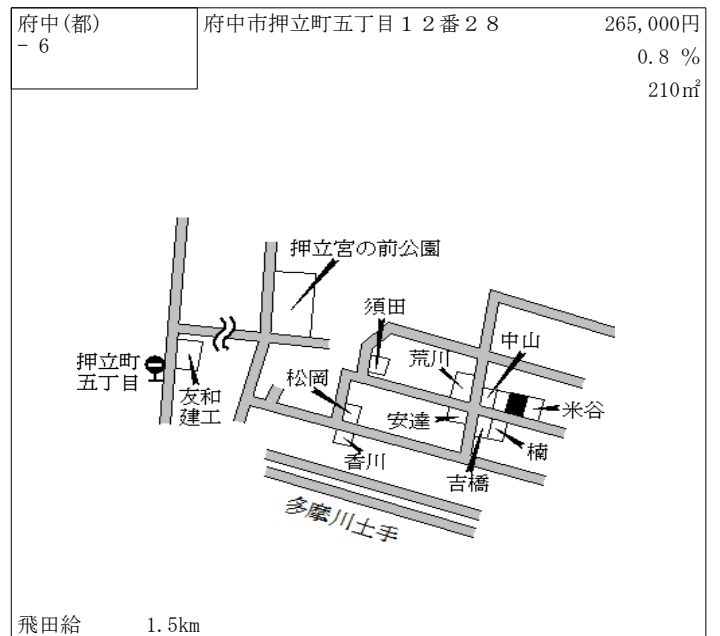 府中(都)
－６
府中市押立町五丁目１２番２８
265,000円
0.8 %
210㎡
押立宮の前公園
須田
中山
荒川
押立町
五丁目
松岡
友和
建工
安達
米谷
楠
香川
吉橋
多摩川土手
飛田給 1.5km